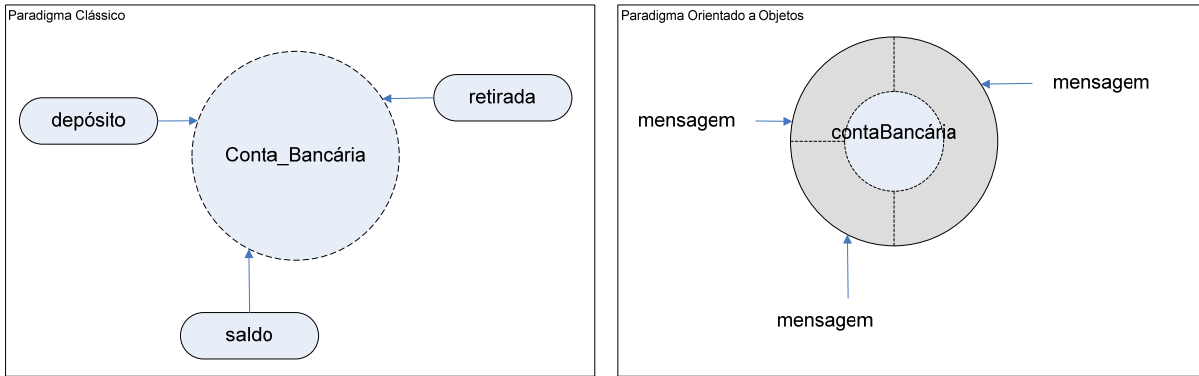 Paradigma Clássico
retirada
depósito
Conta_Bancária
saldo
Paradigma Orientado a Objetos
mensagem
mensagem
contaBancária
mensagem